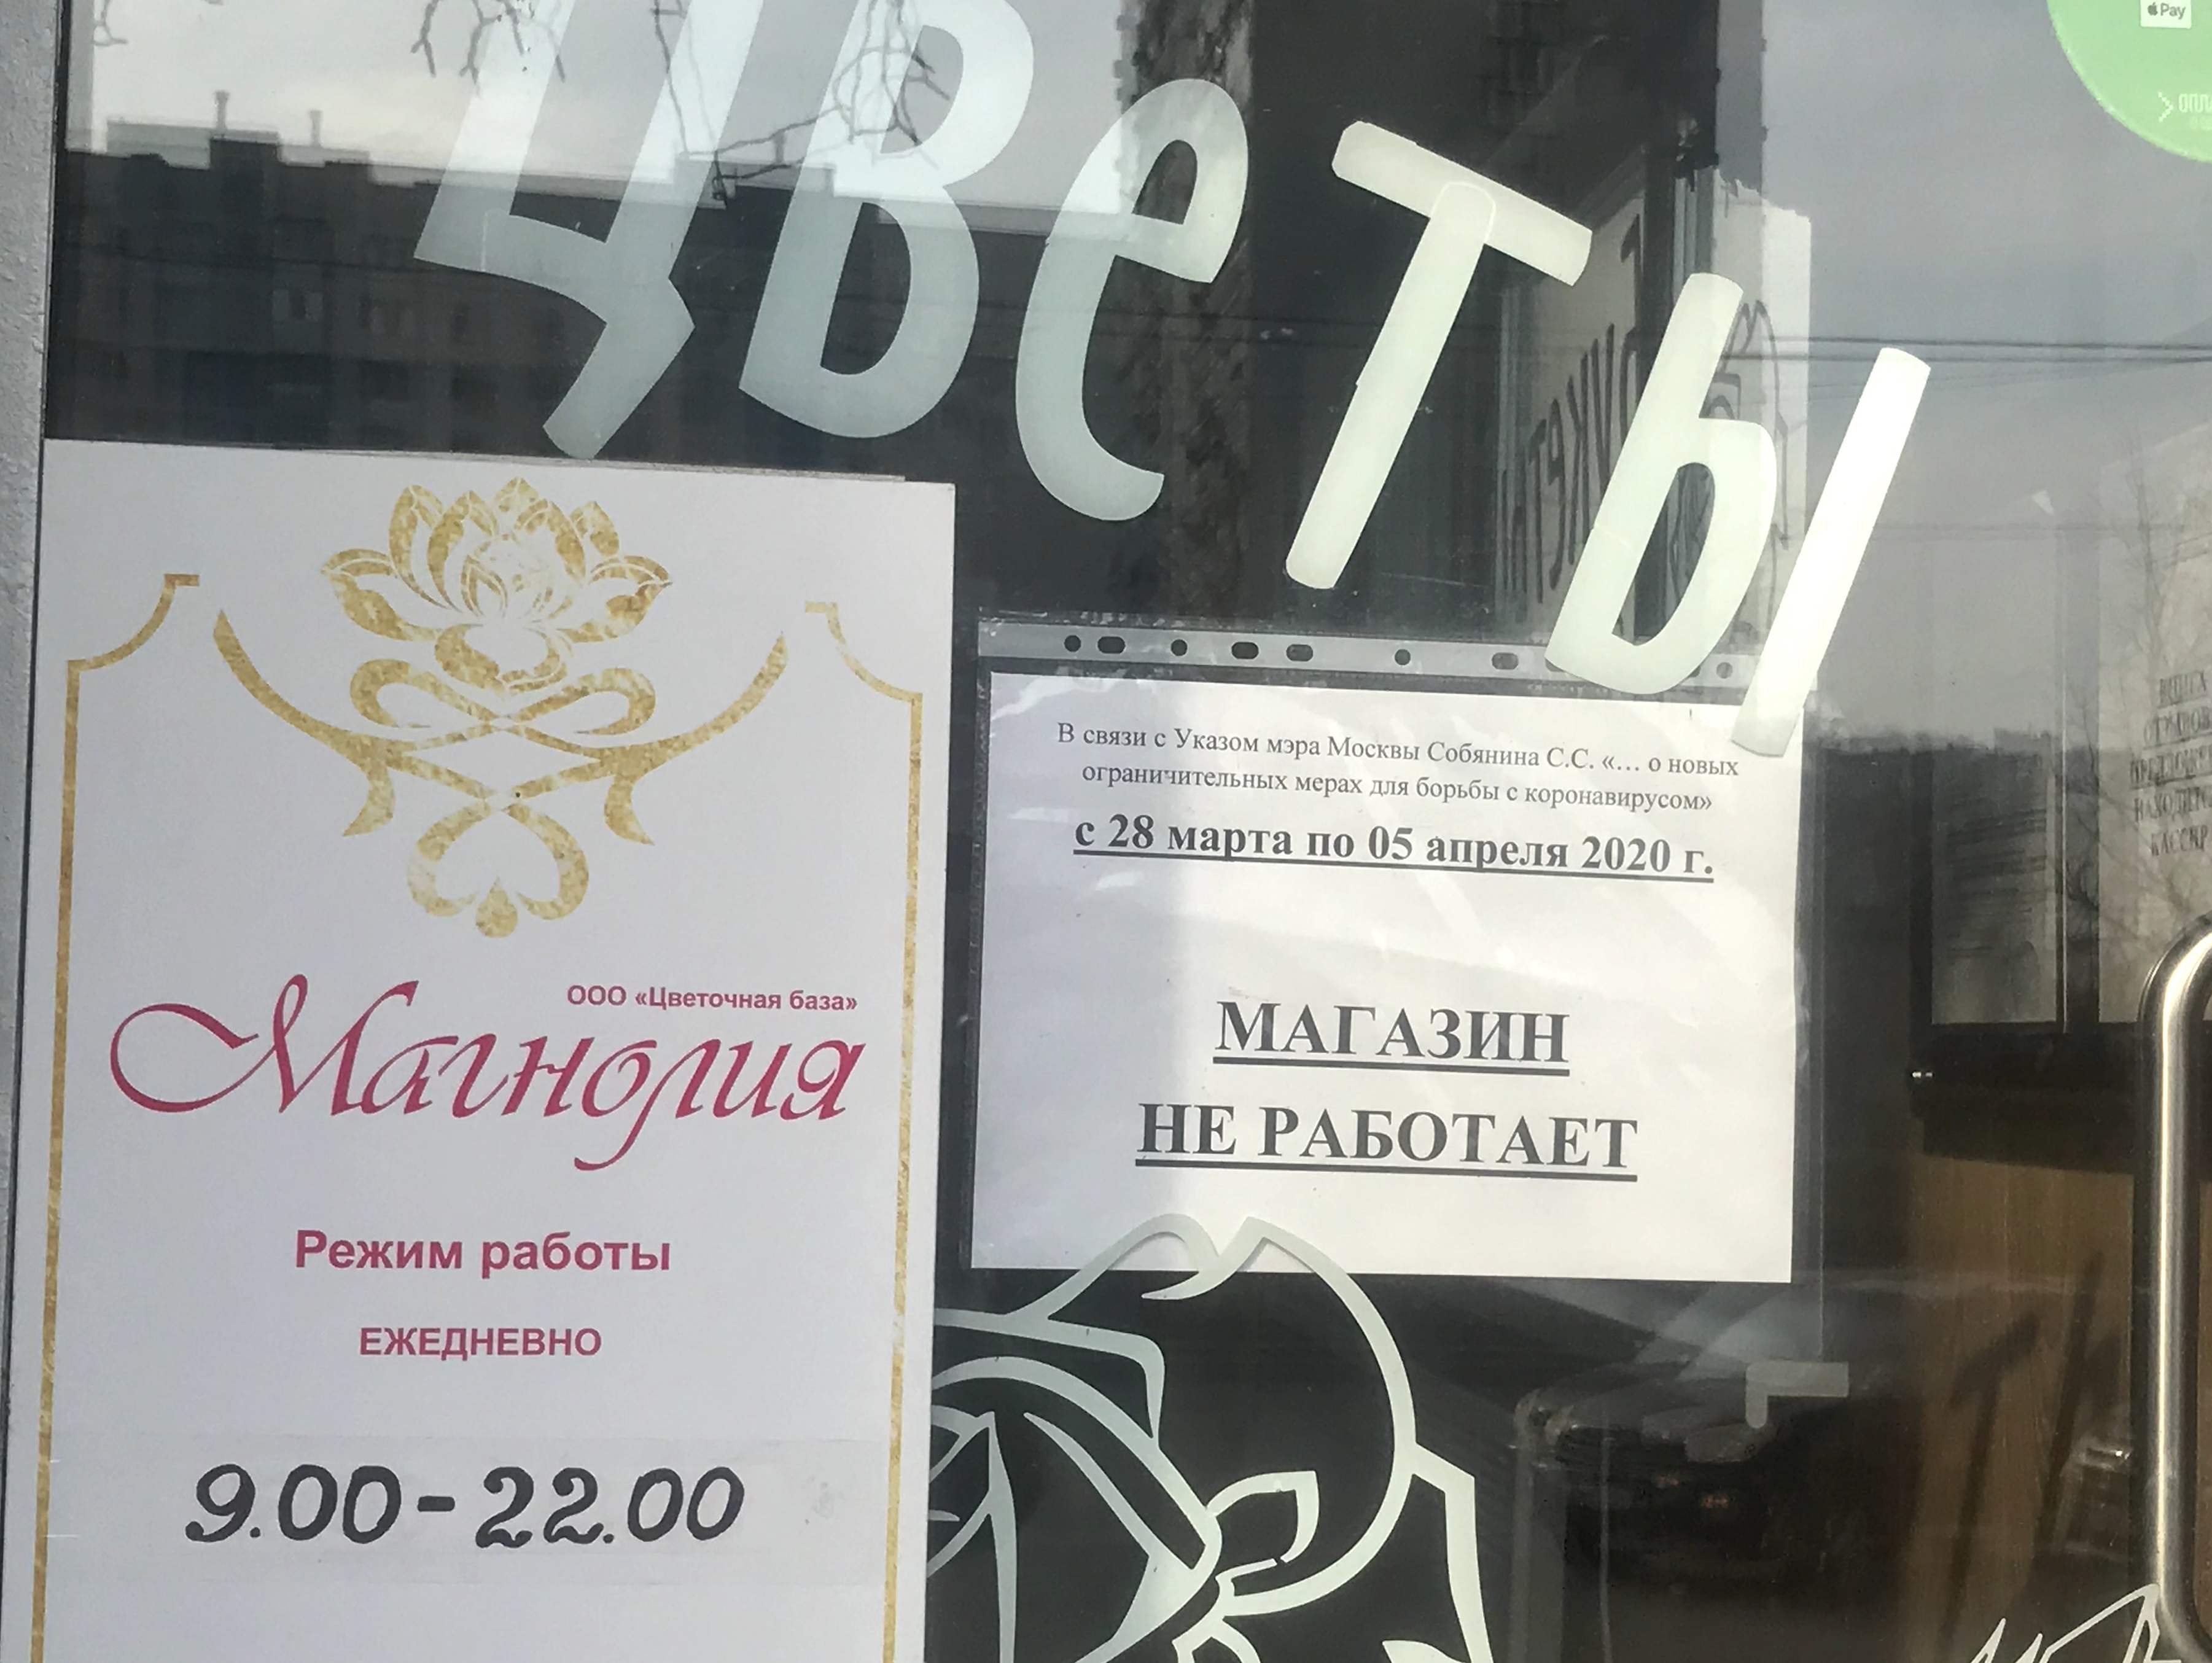 Pay
ЦВеТЫ
ООО «Цветочная база»
Магнолия
Режим работы
ЕЖЕДНЕВНО
9.00-22.00
В связи с Указом мэра Москвы Собянина С.С. «... о новых
ограничительных мерах для борьбы с коронавирусом»
с 28 марта по 05 апреля 2020 г.
МАГАЗИН
НЕ РАБОТАЕТ